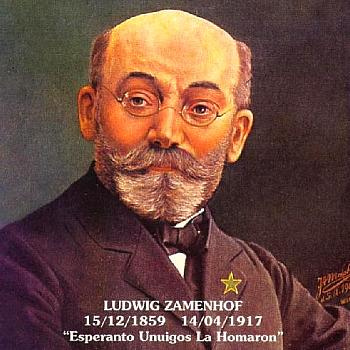 LUDWIG ZAMENHOF
15/12/1859 14/04/1917
“Esperanto Unuigos La Homaron”